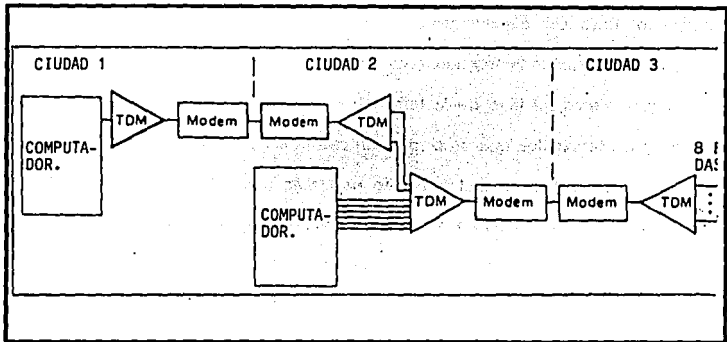 CIUDAD 1
CIUDAD 2
CIUDAD 3
TDM
Modem
Modem
TDM
COMPUTA-
DOR.
8
DAS
COMPUTA-
DOR.
TDM
Modem
Modem
TDM